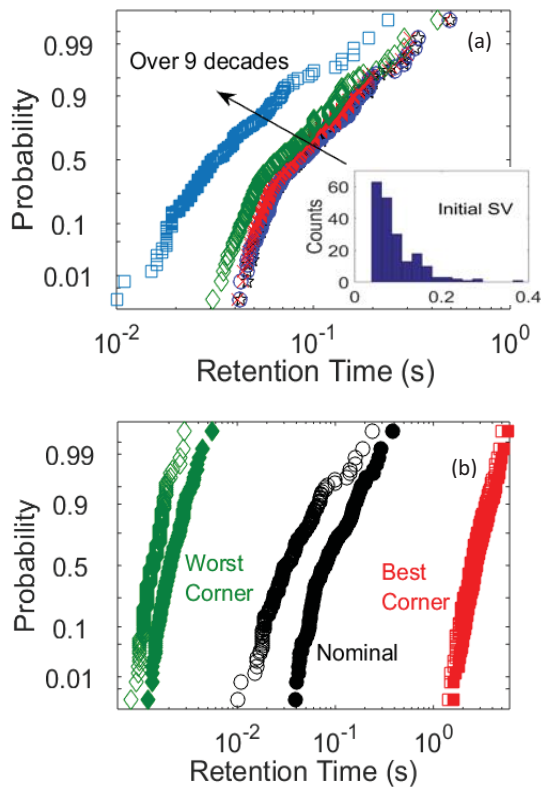 (a)
Over 9 decades
Probability
0.99
0.9
0.5
0.1
0.01
Initial SV
Counts
60
40
20
0
0 0.2 0.4
10-2 10-1 100
Retention Time (s)
(b)
Probability
0.99
0.9
0.5
0.1
0.01
Worst
Corner
Best
Corner
Nominal
10-2 10-1 100
Retention Time (s)